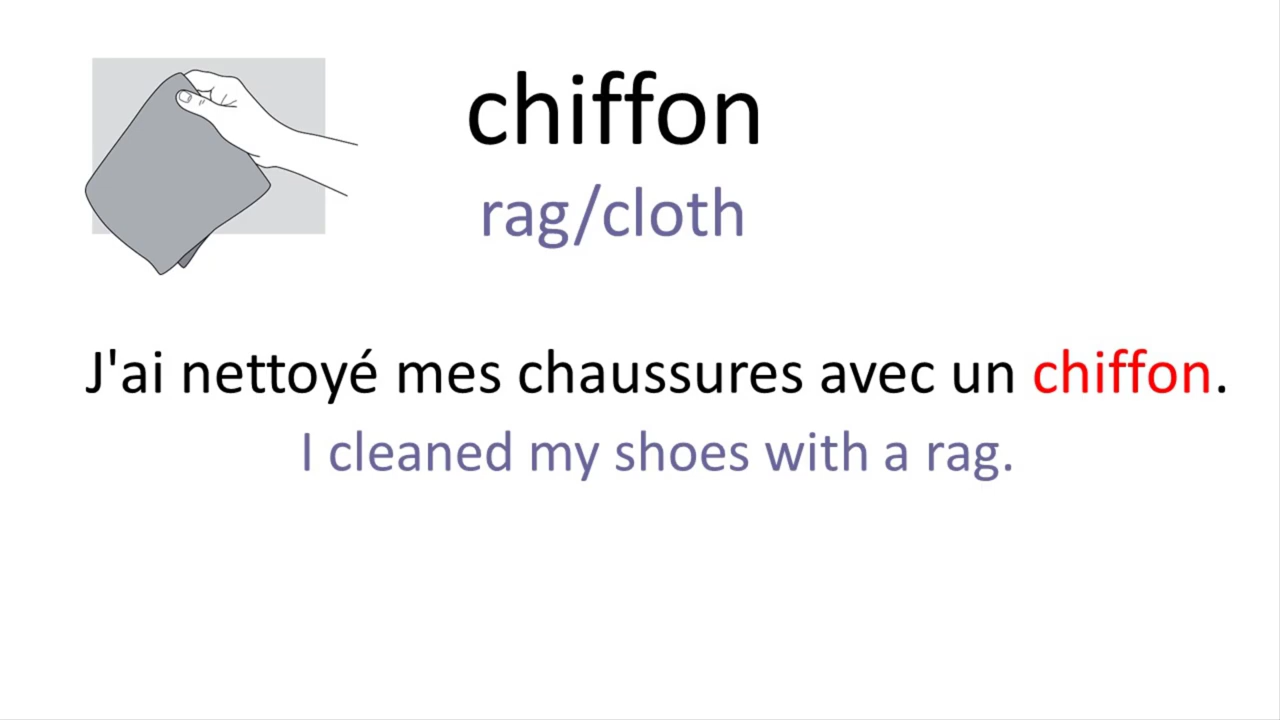 chiffon
rag/cloth
J'ai nettoyé mes chaussures avec un chiffon.
I cleaned my shoes with a rag.